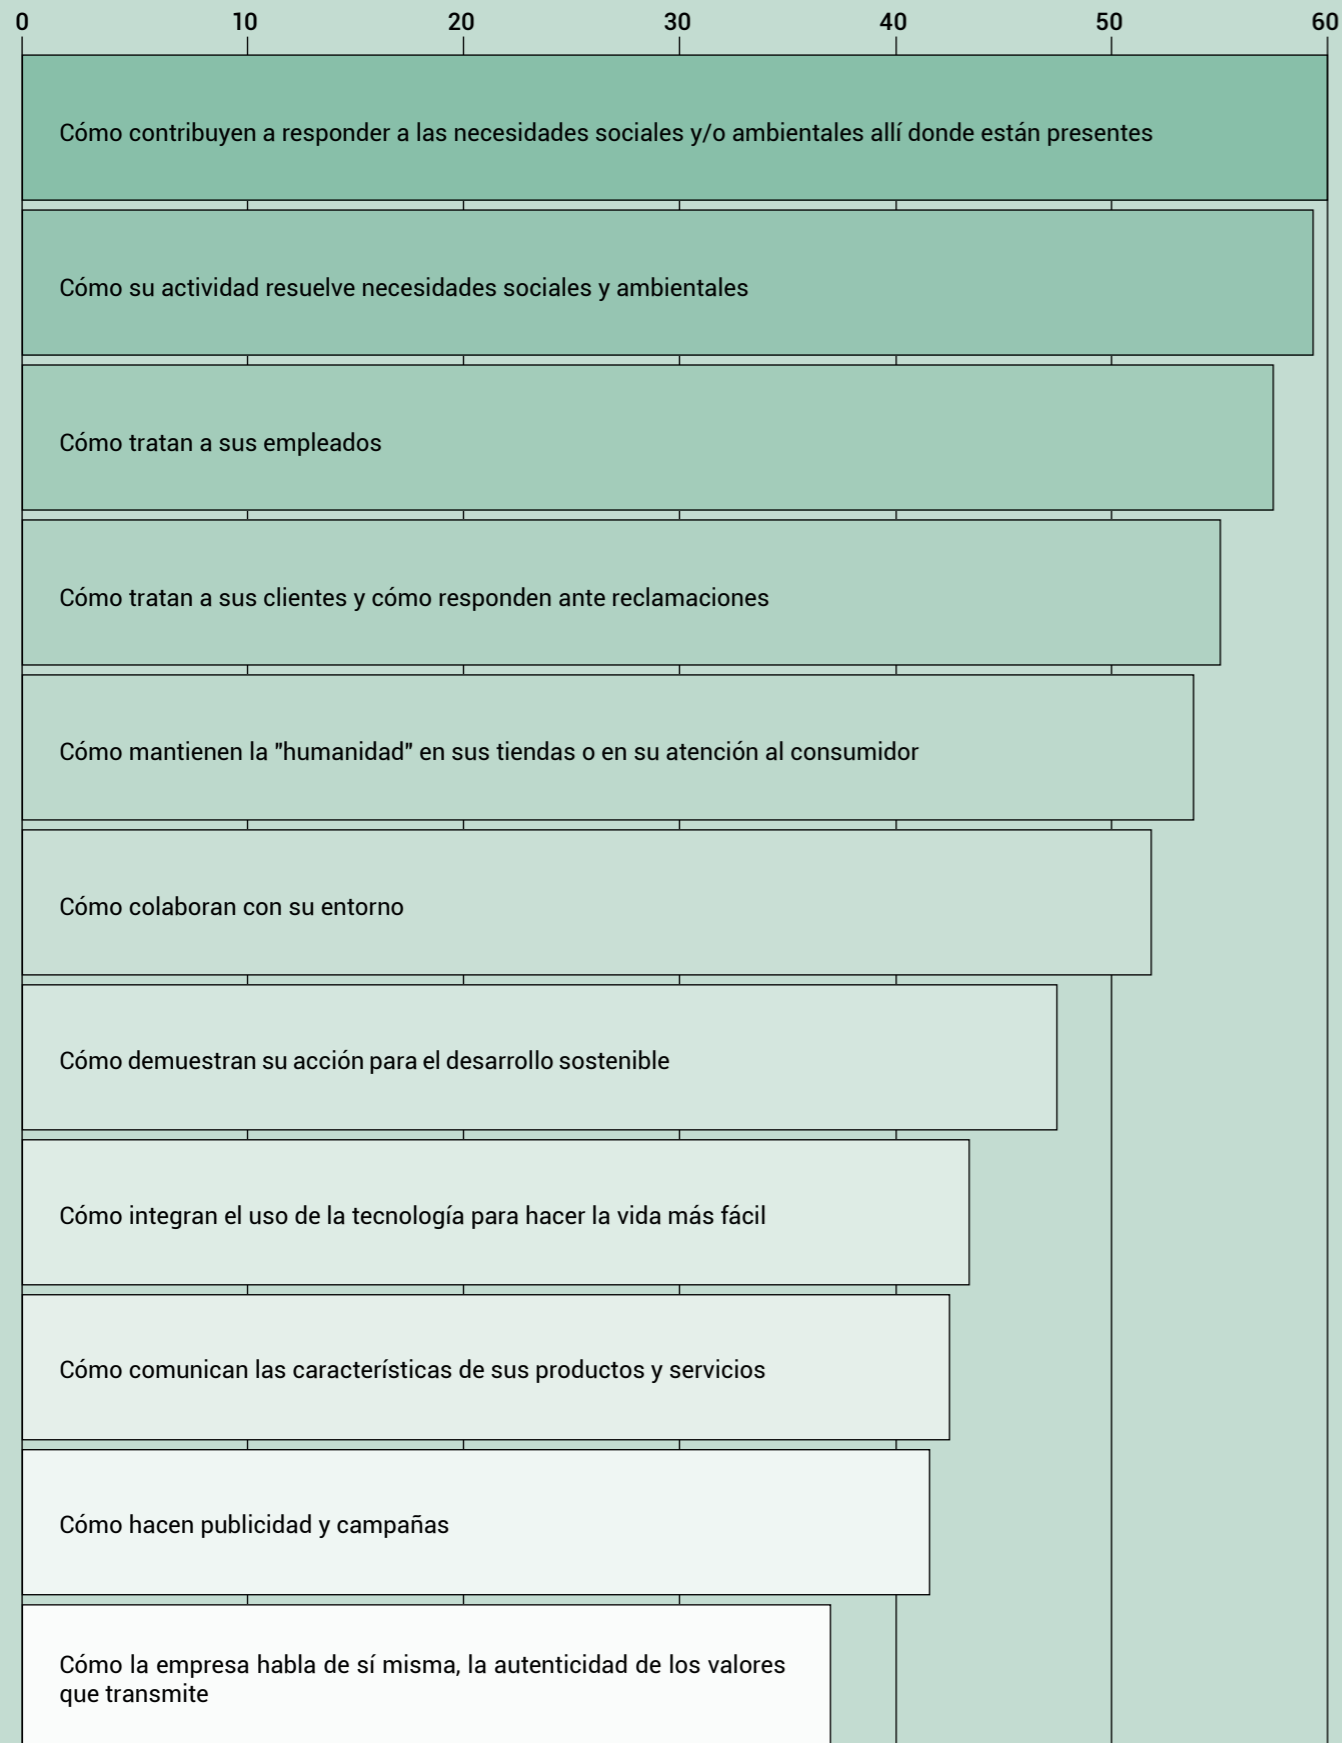 0 10 20 30 40 50 60
Cómo contribuyen a responder a las necesidades sociales y/o ambientales allí donde están presentes
Cómo su actividad resuelve necesidades sociales y ambientales
Cómo tratan a sus empleados
Cómo tratan a sus clientes y cómo responden ante reclamaciones
Cómo mantienen la "humanidad" en sus tiendas o en su atención al consumidor
Cómo colaboran con su entorno
Cómo demuestran su acción para el desarrollo sostenible
Cómo integran el uso de la tecnología para hacer la vida más fácil
Cómo comunican las características de sus productos y servicios
Cómo hacen publicidad y campañas
Cómo la empresa habla de sí misma, la autenticidad de los valores
que transmite